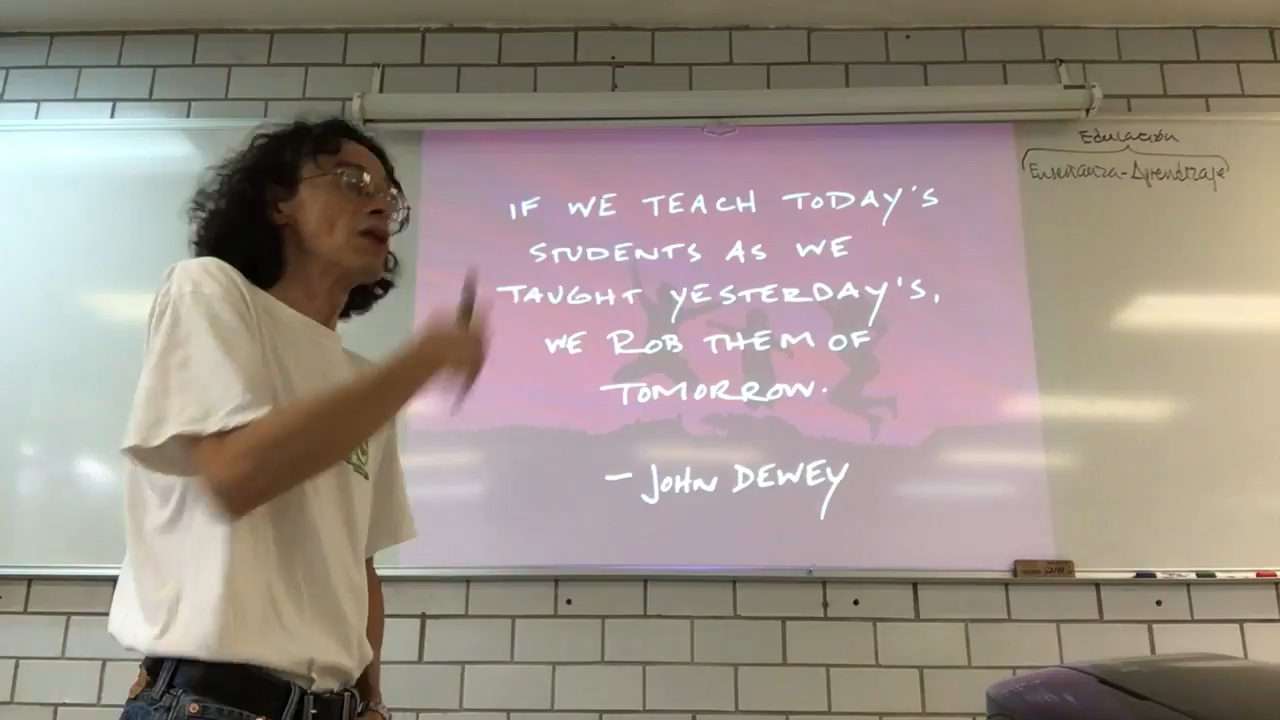 IF WE TEACH TODAY'S
STUDENTS AS WE
TAUGHT YESTERDAY'S,
WE ROB THEM OF
TOMORROW.
– JOHN DEWEY
Educación
Enseñanza-Aprendizaje